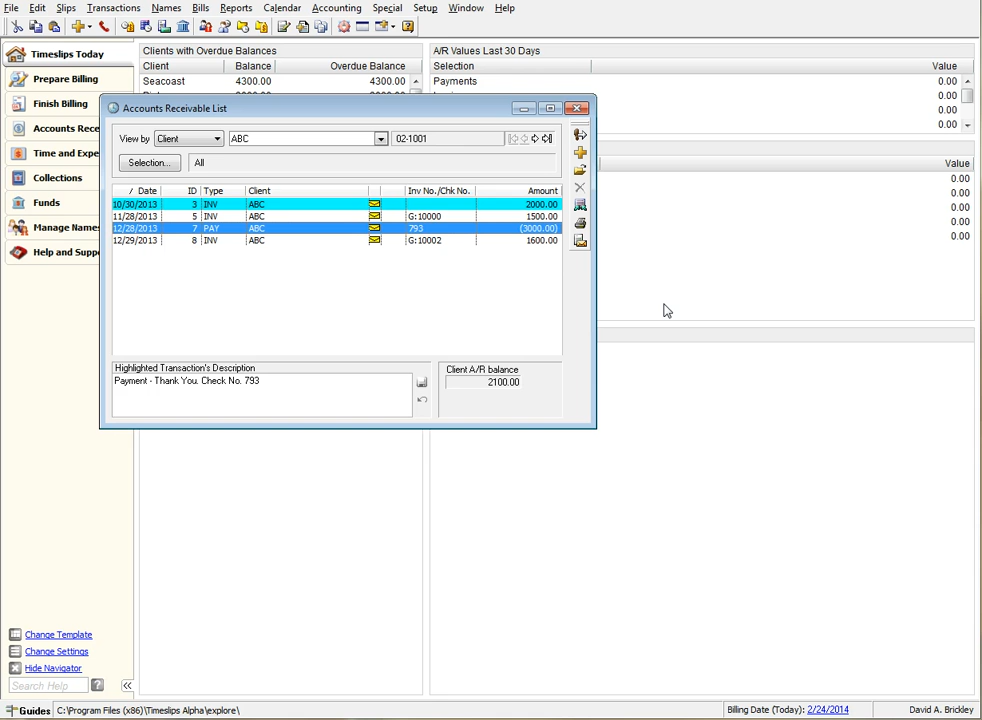 File Edit Slips Transactions Names Bills Reports Calendar Accounting Special Setup Window Help
Timeslips Today
Prepare Billing
Finish Billing
Accounts Rece
Time and Expe
Collections
Funds
Manage Names
Help and Suppo
Clients with Overdue Balances
Client Balance Overdue Balance
Seacoast 4300.00 4300.00
A/R Values Last 30 Days
Selection Value
Payments 0.00
0.00
0.00
0.00
Value
0.00
0.00
0.00
0.00
0.00
Accounts Receivable List
View by Client ABC 02-1001
Selection... All
/ Date ID Type Client Inv No./Chk No. Amount
10/30/2013 3 INV ABC 2000.00
11/28/2013 5 INV ABC G:10000 1500.00
12/28/2013 7 PAY ABC 793 (3000.00)
12/29/2013 8 INV ABC G:10002 1600.00
Highlighted Transaction's Description
Payment - Thank You. Check No. 793
Client A/R balance
2100.00
Change Template
Change Settings
Hide Navigator
Search Help ? <<
Guides C:\Program Files (x86)\Timeslips Alpha\explore\ Billing Date (Today): 2/24/2014 David A. Brickley